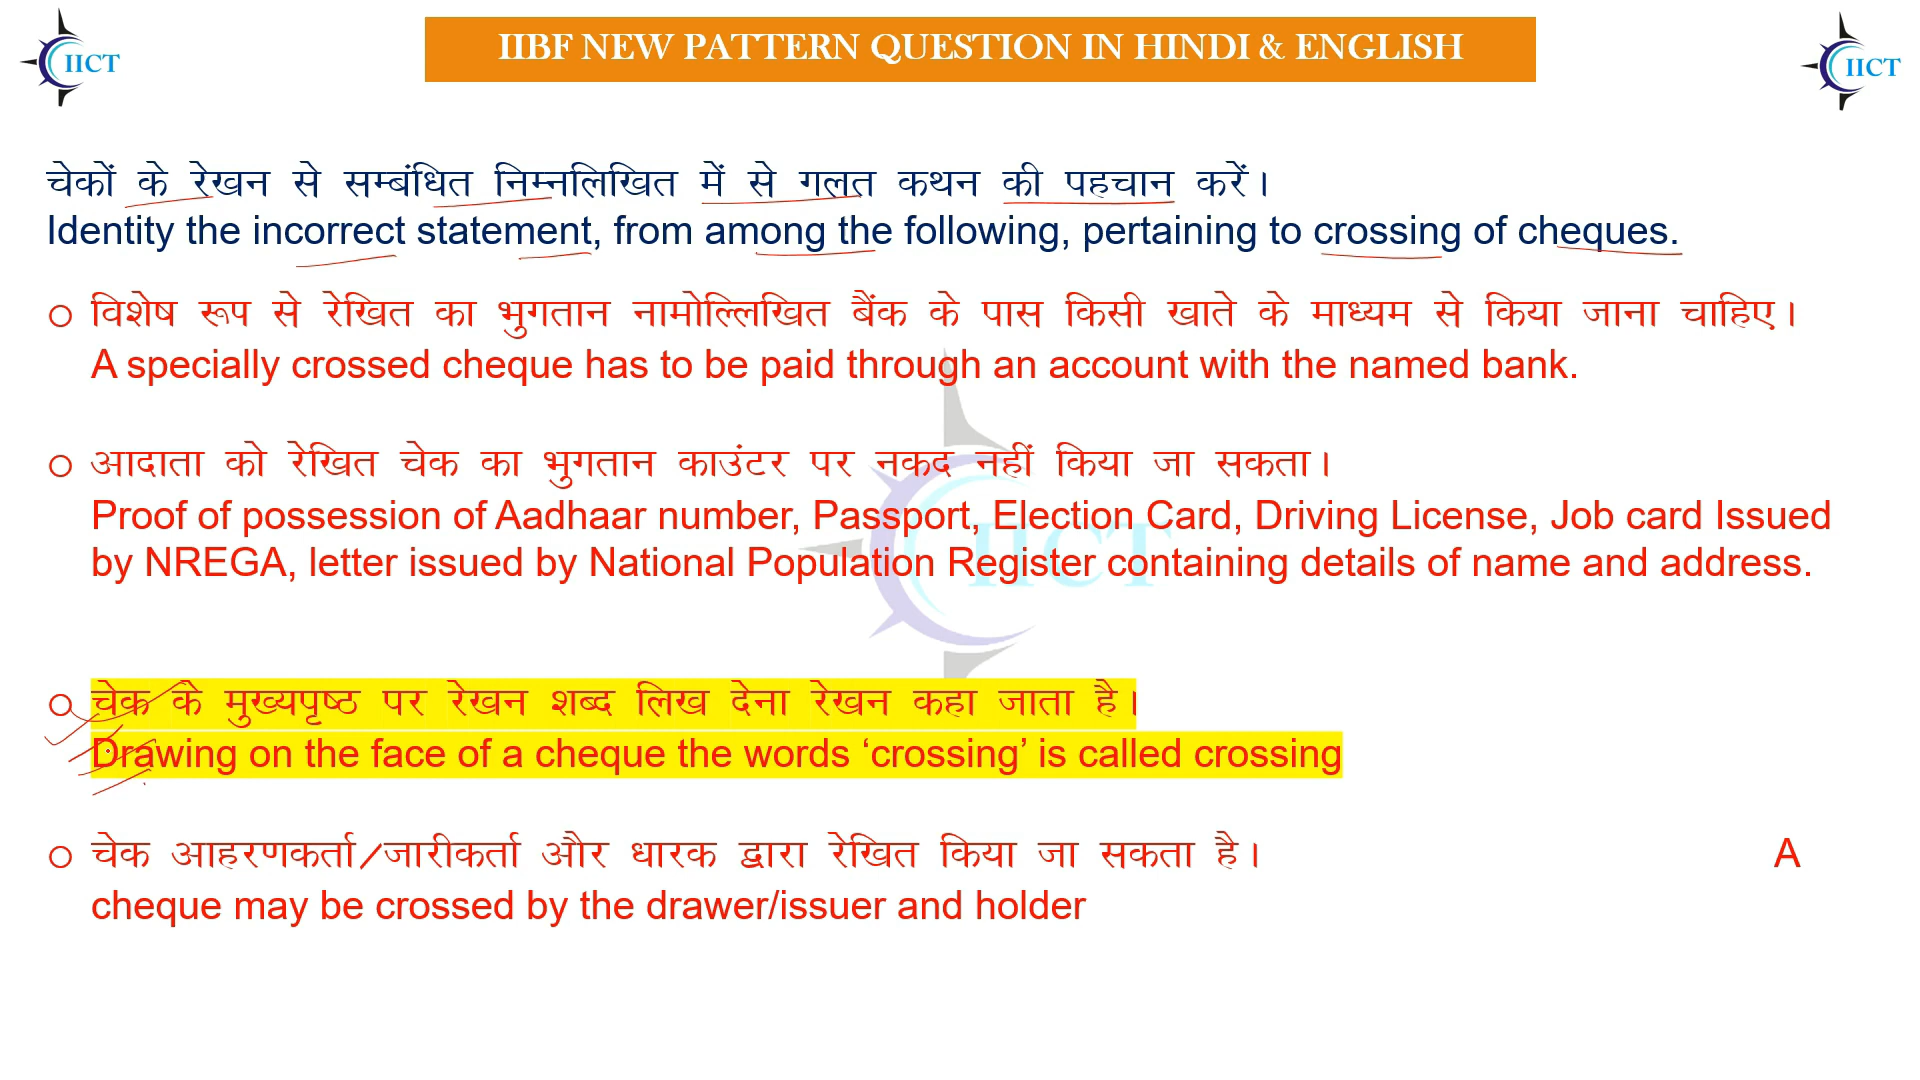 IICT
IIBF NEW PATTERN QUESTION IN HINDI & ENGLISH
IICT
चेकों के रेखन से सम्बंधित निम्नलिखित में से गलत कथन की पहचान करें।
Identity the incorrect statement, from among the following, pertaining to crossing of cheques.
विशेष रूप से रेखित का भुगतान नामोल्लिखित बैंक के पास किसी खाते के माध्यम से किया जाना चाहिए।
A specially crossed cheque has to be paid through an account with the named bank.
आदाता को रेखित चेक का भुगतान काउंटर पर नकद नहीं किया जा सकता।
Proof of possession of Aadhaar number, Passport, Election Card, Driving License, Job card Issued
by NREGA, letter issued by National Population Register containing details of name and address.
IICT
चेक के मुख्यपृष्ठ पर रेखन शब्द लिख देना रेखन कहा जाता है।
Drawing on the face of a cheque the words ‘crossing’ is called crossing
चेक आहरणकर्ता/जारीकर्ता और धारक द्वारा रेखित किया जा सकता है। A
cheque may be crossed by the drawer/issuer and holder